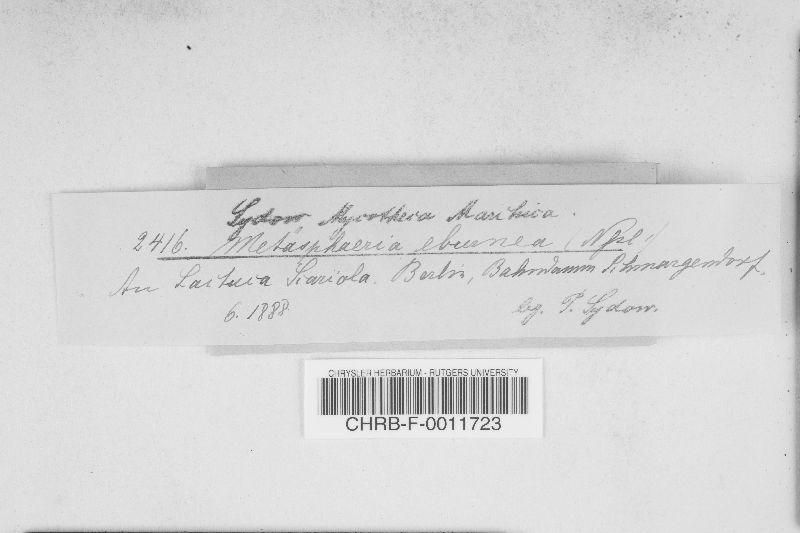 Sydow Mycotheca Marchica.
2416. Metasphaeria eburnea (Npl.)
An Lactuca Scariola. Berlin, Bahndamm Schmargendorf,
6. 1888
leg. P. Sydow.
CHRYSLER HERBARIUM - RUTGERS UNIVERSITY
CHRB-F-0011723